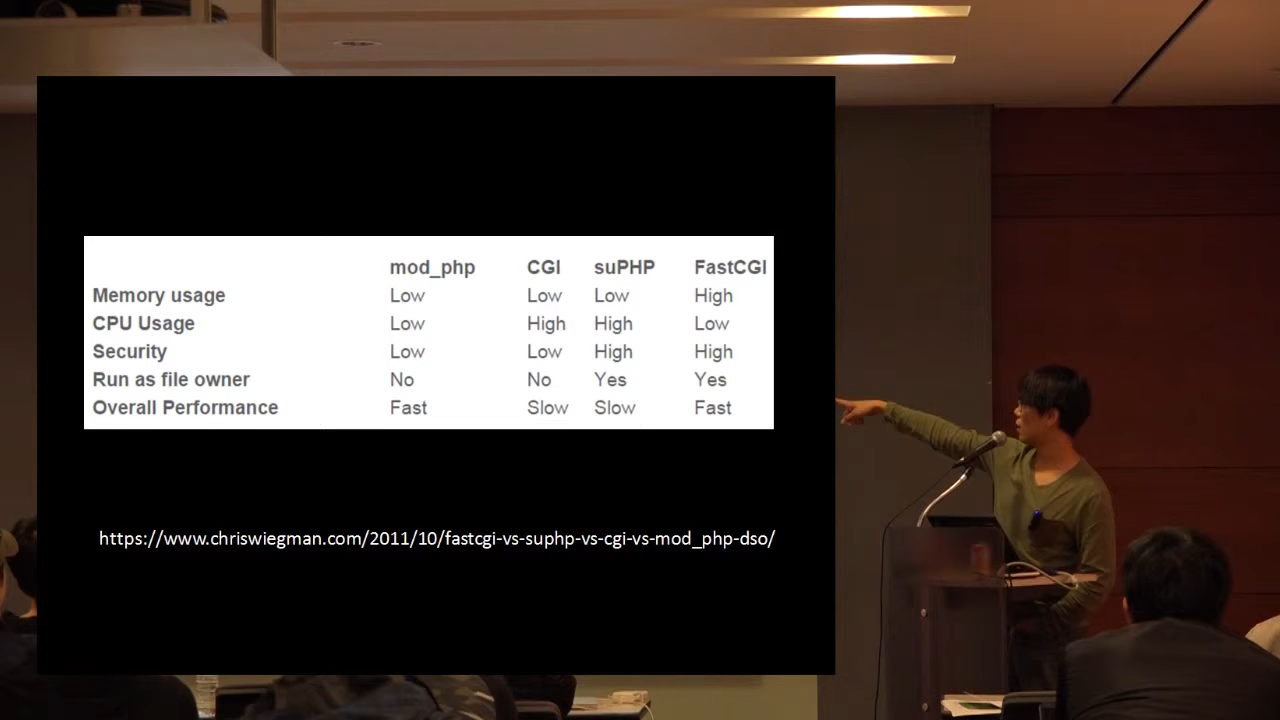 mod_php CGI suPHP FastCGI
Memory usage Low Low Low High
CPU Usage Low High High Low
Security Low Low High High
Run as file owner No No Yes Yes
Overall Performance Fast Slow Slow Fast
https://www.chriswiegman.com/2011/10/fastcgi-vs-suphp-vs-cgi-vs-mod_php-dso/